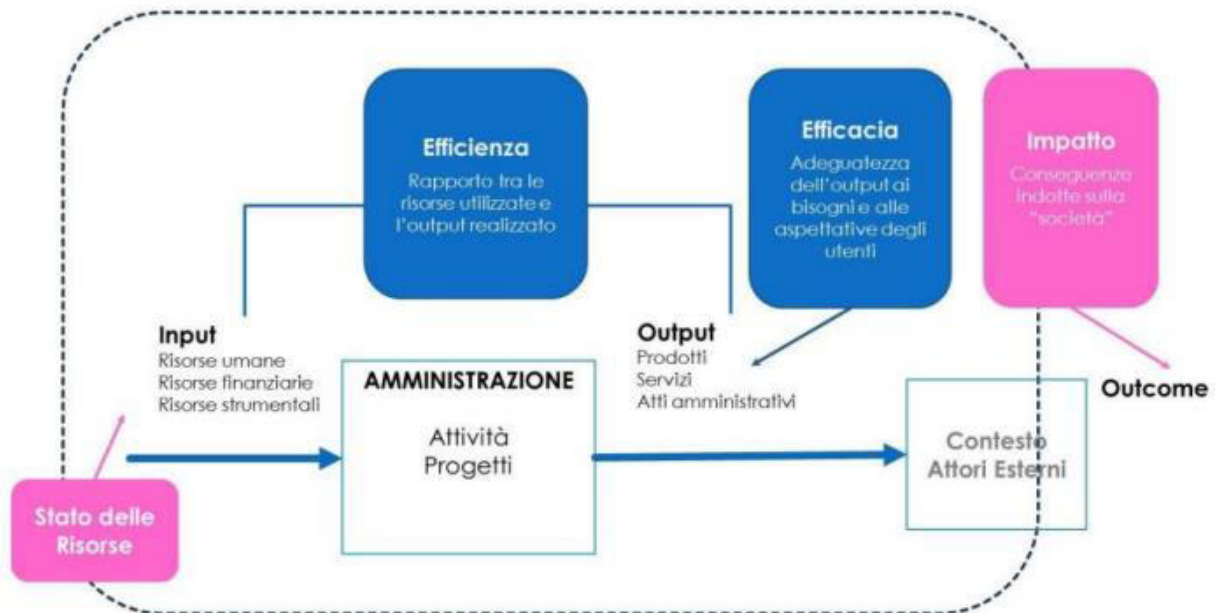 Efficienza
Rapporto tra le
risorse utilizzate e
l'output realizzato
Efficacia
Adeguatezza
dell'output ai
bisogni e alle
aspettative degli
utenti
Impatto
Conseguenze
indotte sulla
"società"
Input
Risorse umane
Risorse finanziarie
Risorse strumentali
AMMINISTRAZIONE
Attività
Progetti
Output
Prodotti
Servizi
Atti amministrativi
Outcome
Contesto
Attori Esterni
Stato delle
Risorse